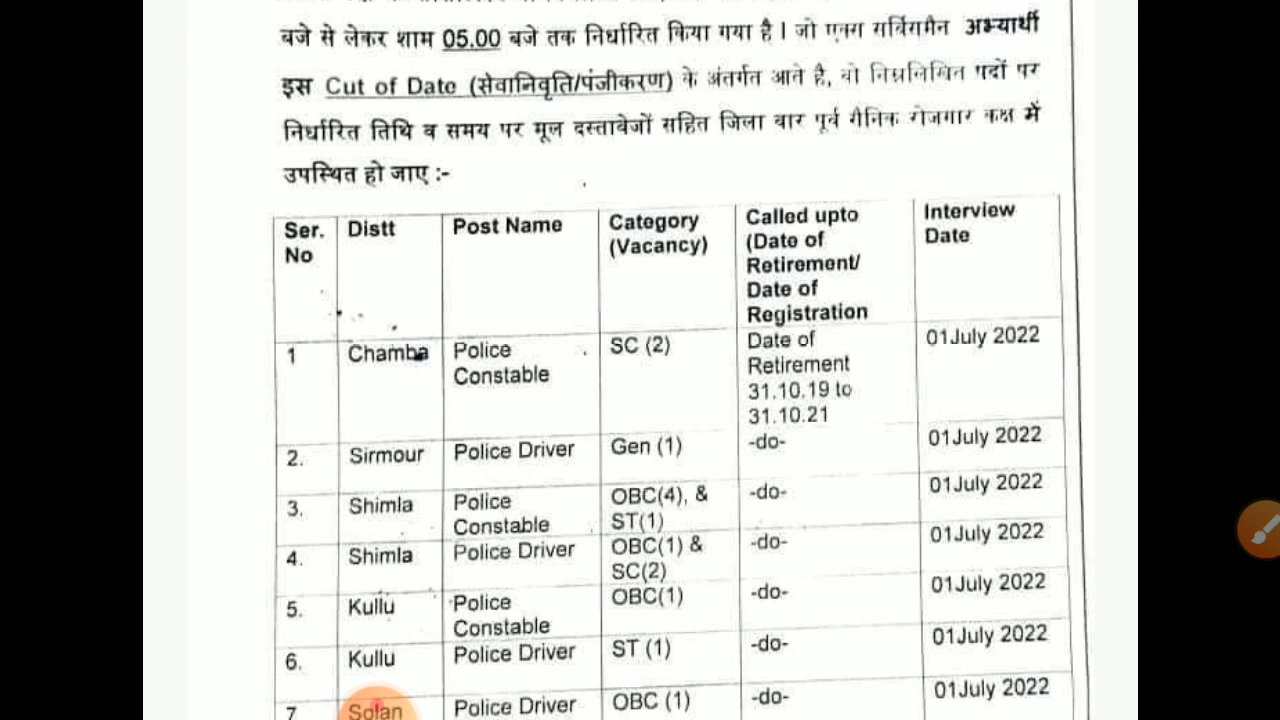 बजे से लेकर शाम 05.00 बजे तक निर्धारित किया गया है। जो एक्स सर्विसमैन अभ्यार्थी
इस Cut of Date (सेवानिवृति/पंजीकरण) के अंतर्गत आते है, वो निम्नलिखित पदों पर
निर्धारित तिथि व समय पर मूल दस्तावेजों सहित जिला वार पूर्व सैनिक रोजगार कक्ष में
उपस्थित हो जाए :-
Ser. No Distt Post Name Category (Vacancy) Called upto (Date of Retirement/ Date of Registration Interview Date
1 Chamba Police Constable SC (2) Date of Retirement 31.10.19 to 31.10.21 01July 2022
2. Sirmour Police Driver Gen (1) -do- 01July 2022
3. Shimla Police Constable OBC(4), & ST(1) -do- 01July 2022
4. Shimla Police Driver OBC(1) & SC(2) -do- 01July 2022
5. Kullu Police Constable OBC(1) -do- 01July 2022
6. Kullu Police Driver ST (1) -do- 01July 2022
7 Solan Police Driver OBC (1) -do- 01July 2022